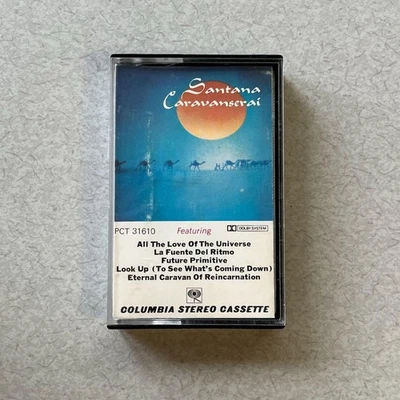 Santana
Caravanserai
PCT 31610 Featuring DOLBY SYSTEM
All The Love Of The Universe
La Fuente Del Ritmo
Future Primitive
Look Up (To See What's Coming Down)
Eternal Caravan Of Reincarnation
COLUMBIA STEREO CASSETTE